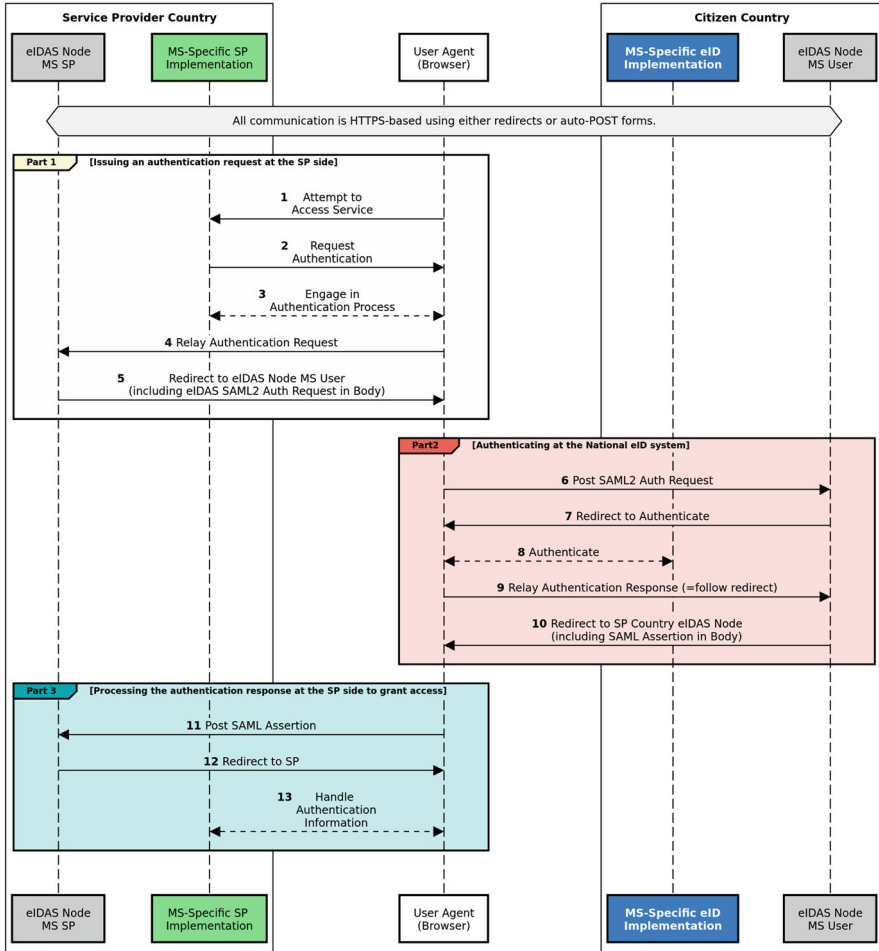 Service Provider Country
Citizen Country
eIDAS Node
MS SP
MS-Specific SP
Implementation
User Agent
(Browser)
MS-Specific eID
Implementation
eIDAS Node
MS User
All communication is HTTPS-based using either redirects or auto-POST forms.
Part 1 [Issuing an authentication request at the SP side]
1 Attempt to
Access Service
2 Request
Authentication
3 Engage in
Authentication Process
4 Relay Authentication Request
5 Redirect to eIDAS Node MS User
(including eIDAS SAML2 Auth Request in Body)
Part2 [Authenticating at the National eID system]
6 Post SAML2 Auth Request
7 Redirect to Authenticate
8 Authenticate
9 Relay Authentication Response (=follow redirect)
10 Redirect to SP Country eIDAS Node
(including SAML Assertion in Body)
Part 3 [Processing the authentication response at the SP side to grant access]
11 Post SAML Assertion
12 Redirect to SP
13 Handle
Authentication
Information
eIDAS Node
MS SP
MS-Specific SP
Implementation
User Agent
(Browser)
MS-Specific eID
Implementation
eIDAS Node
MS User